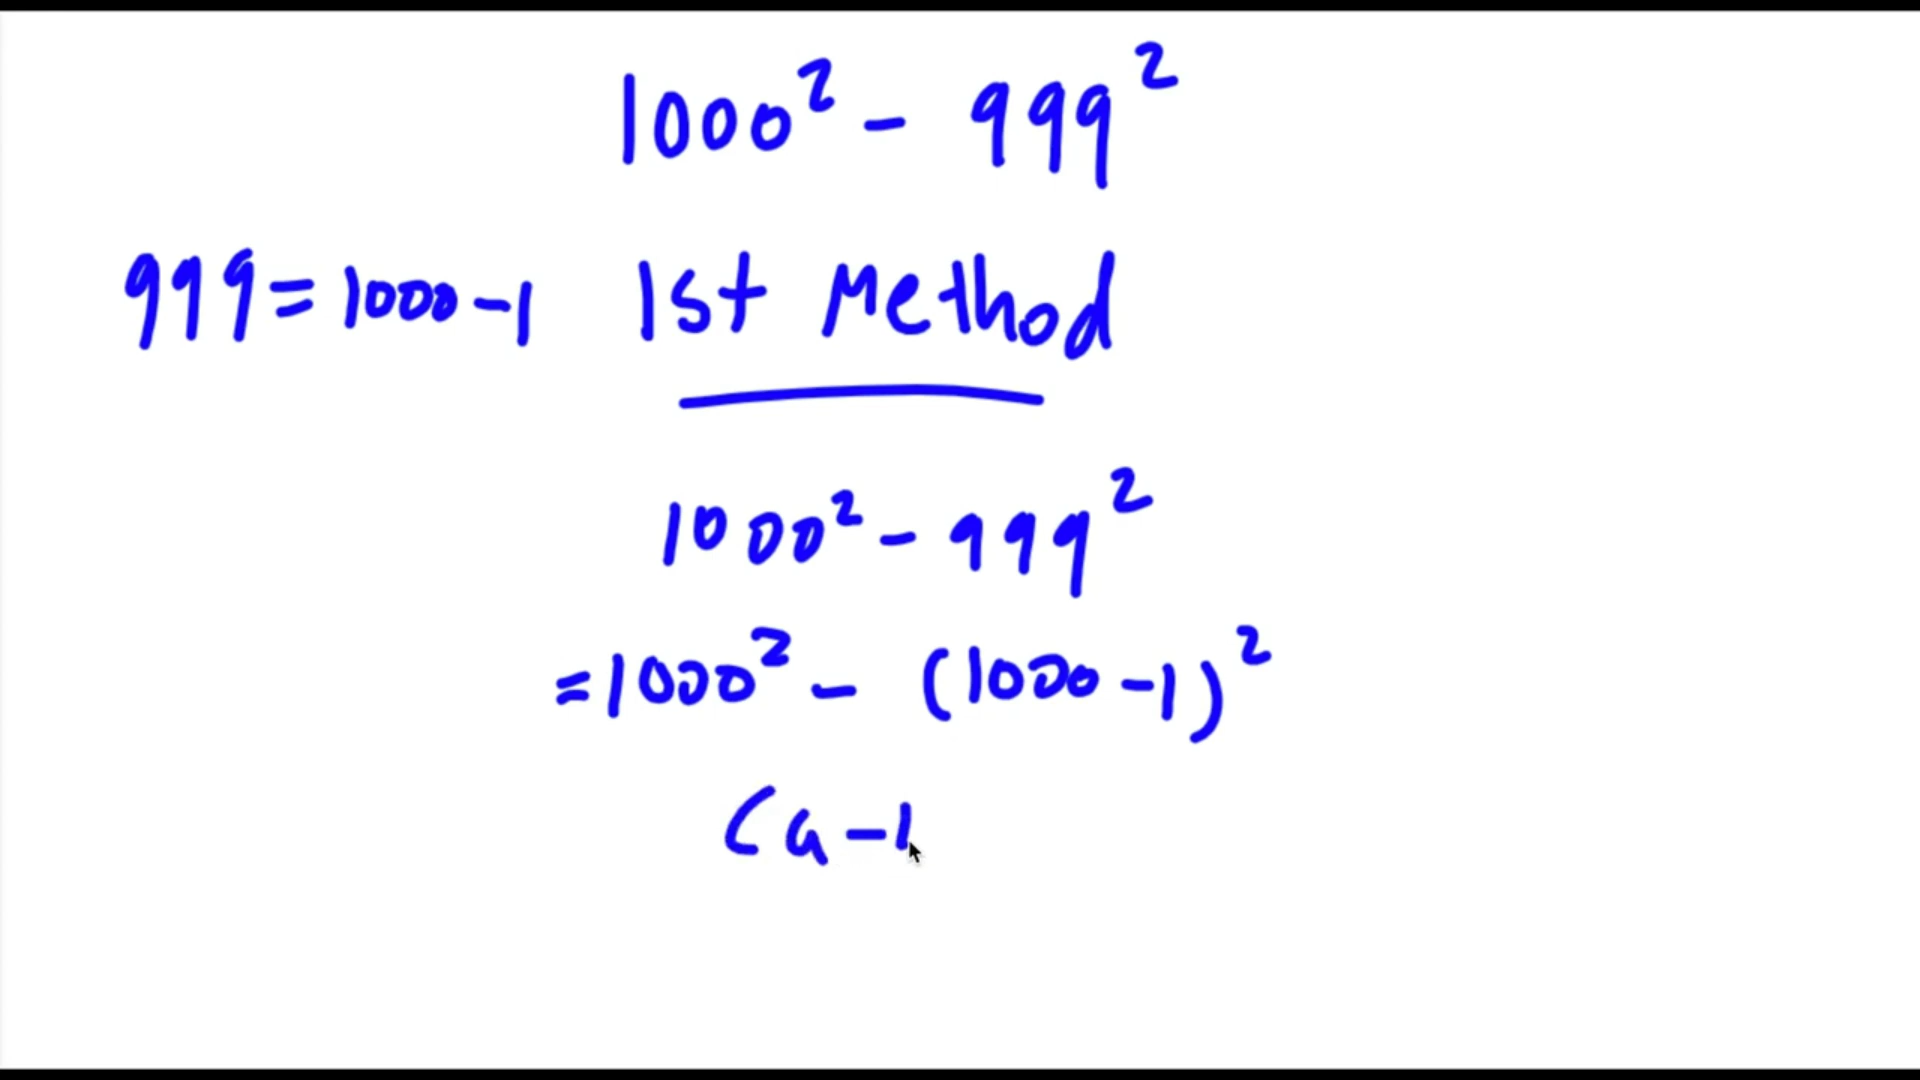 1000² - 999²
999 = 1000 - 1 1st Method
1000² - 999²
= 1000² - (1000 - 1)²
(a - 1